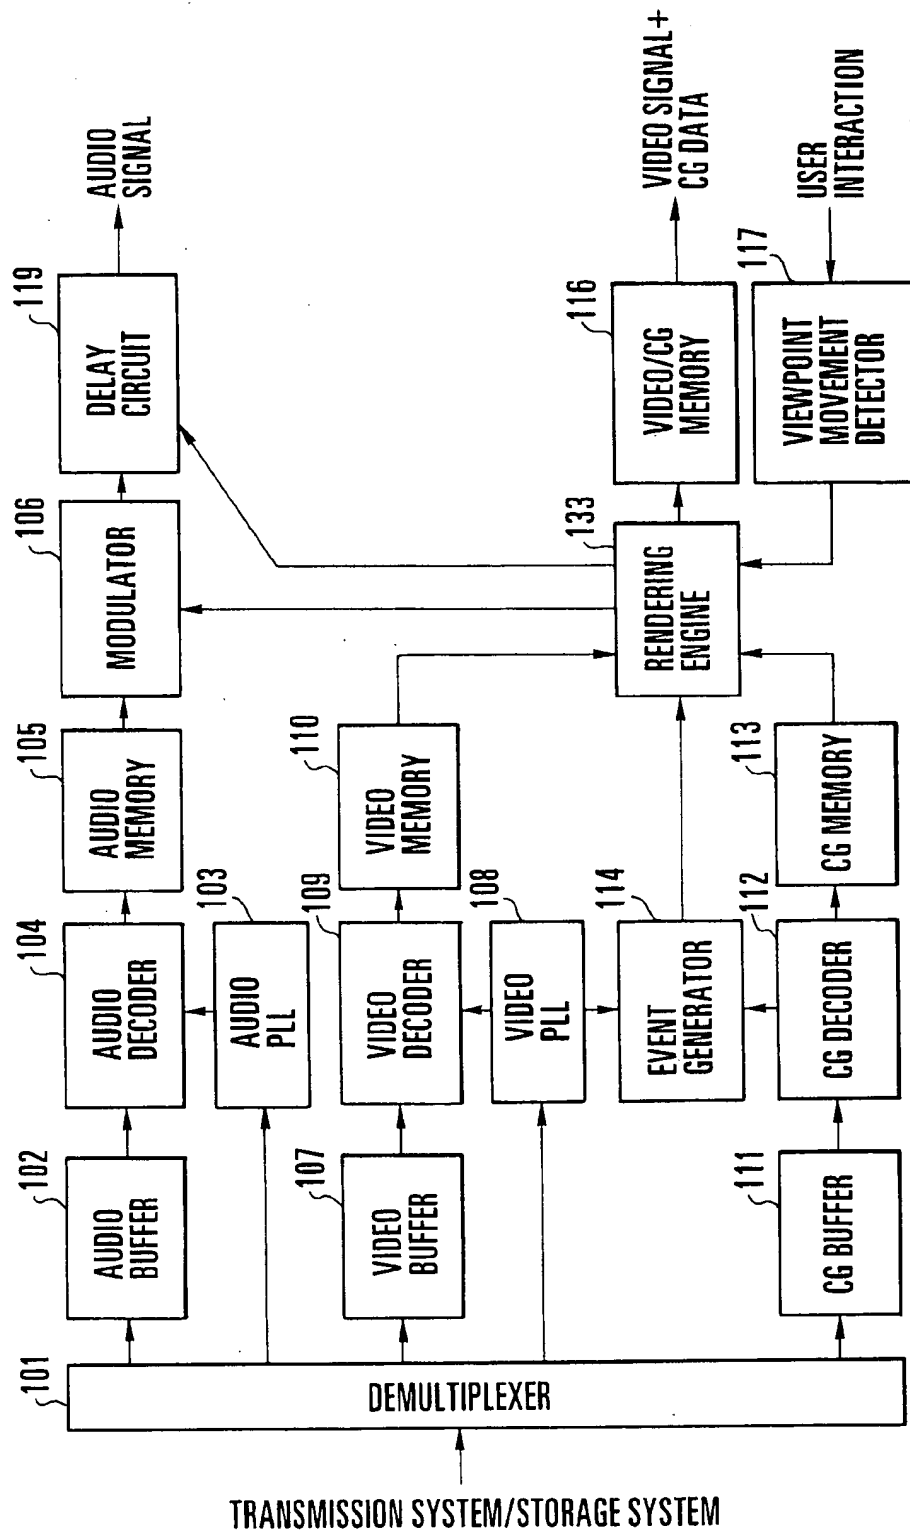 TRANSMISSION SYSTEM/STORAGE SYSTEM
101
DEMULTIPLEXER
102
AUDIO
BUFFER
104
AUDIO
DECODER
105
AUDIO
MEMORY
106
MODULATOR
119
DELAY
CIRCUIT
AUDIO
SIGNAL
103
AUDIO
PLL
107
VIDEO
BUFFER
109
VIDEO
DECODER
110
VIDEO
MEMORY
108
VIDEO
PLL
114
EVENT
GENERATOR
133
RENDERING
ENGINE
116
VIDEO/CG
MEMORY
VIDEO SIGNAL+
CG DATA
111
CG BUFFER
112
CG DECODER
113
CG MEMORY
117
VIEWPOINT
MOVEMENT
DETECTOR
USER
INTERACTION